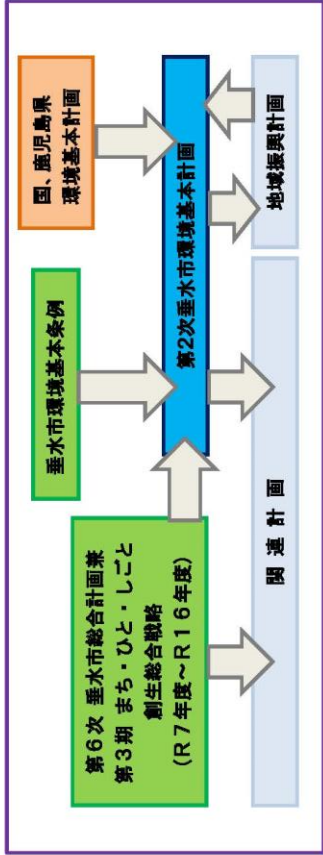 垂水市環境基本条例
国、鹿児島県
環境基本計画
第6次 垂水市総合計画兼
第3期 まち・ひと・しごと
創生総合戦略
(R7年度~R16年度)
第2次垂水市環境基本計画
関 連 計 画
地域振興計画